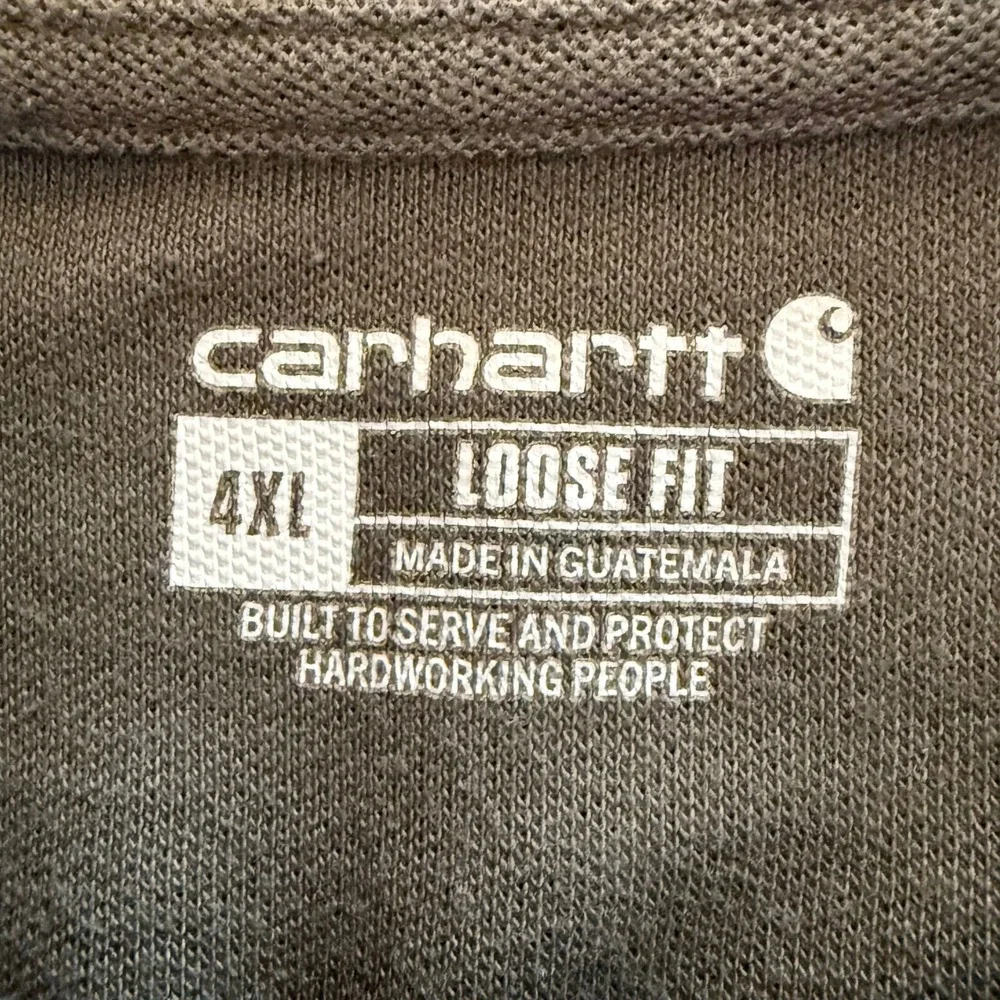 carhartt
4XL
LOOSE FIT
MADE IN GUATEMALA
BUILT TO SERVE AND PROTECT
HARDWORKING PEOPLE